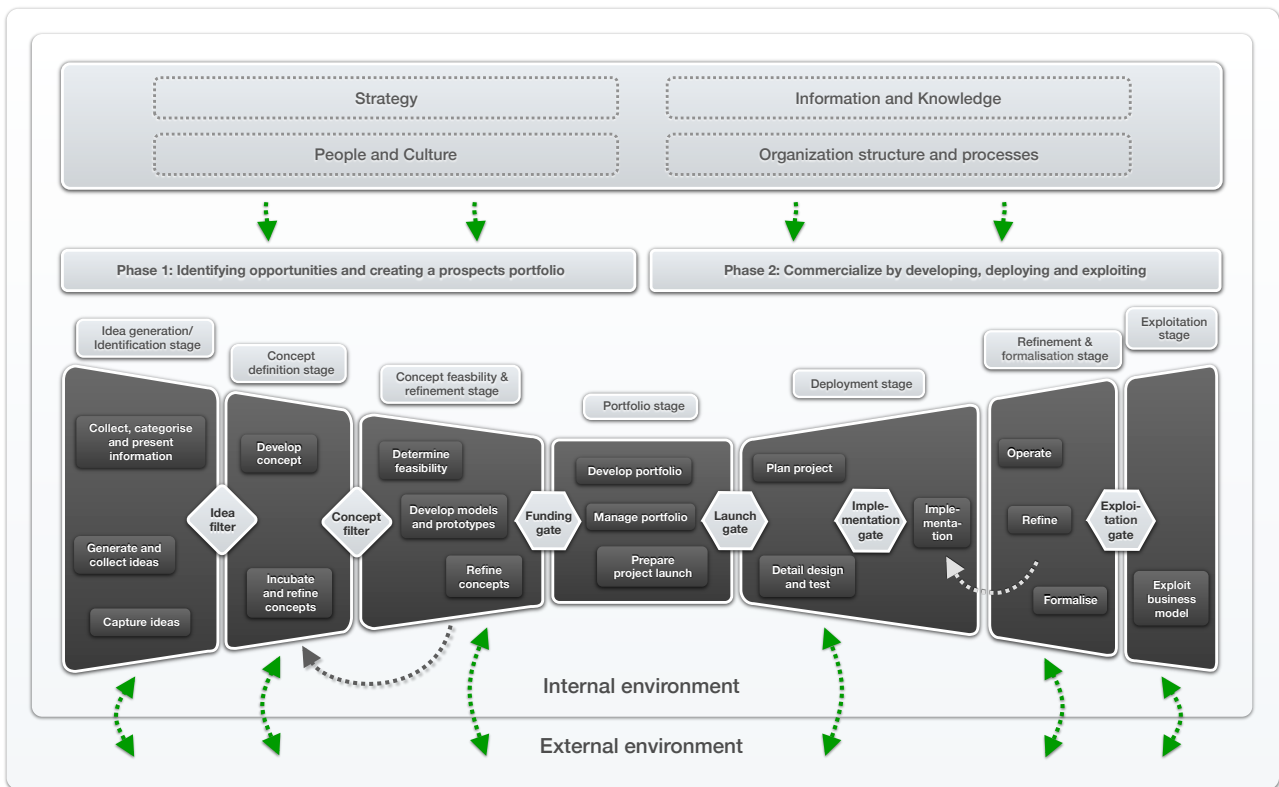 Strategy
Information and Knowledge
People and Culture
Organization structure and processes
Phase 1: Identifying opportunities and creating a prospects portfolio
Phase 2: Commercialize by developing, deploying and exploiting
Idea generation/
Identification stage
Concept
definition stage
Concept feasbility &
refinement stage
Portfolio stage
Deployment stage
Refinement &
formalisation stage
Exploitation
stage
Collect, categorise
and present
information
Generate and
collect ideas
Capture ideas
Idea
filter
Develop
concept
Incubate
and refine
concepts
Concept
filter
Determine
feasibility
Develop models
and prototypes
Refine
concepts
Funding
gate
Develop portfolio
Manage portfolio
Prepare
project launch
Launch
gate
Plan project
Detail design
and test
Imple-
mentation
gate
Imple-
menta-
tion
Operate
Refine
Formalise
Exploi-
tation
gate
Exploit
business
model
Internal environment
External environment